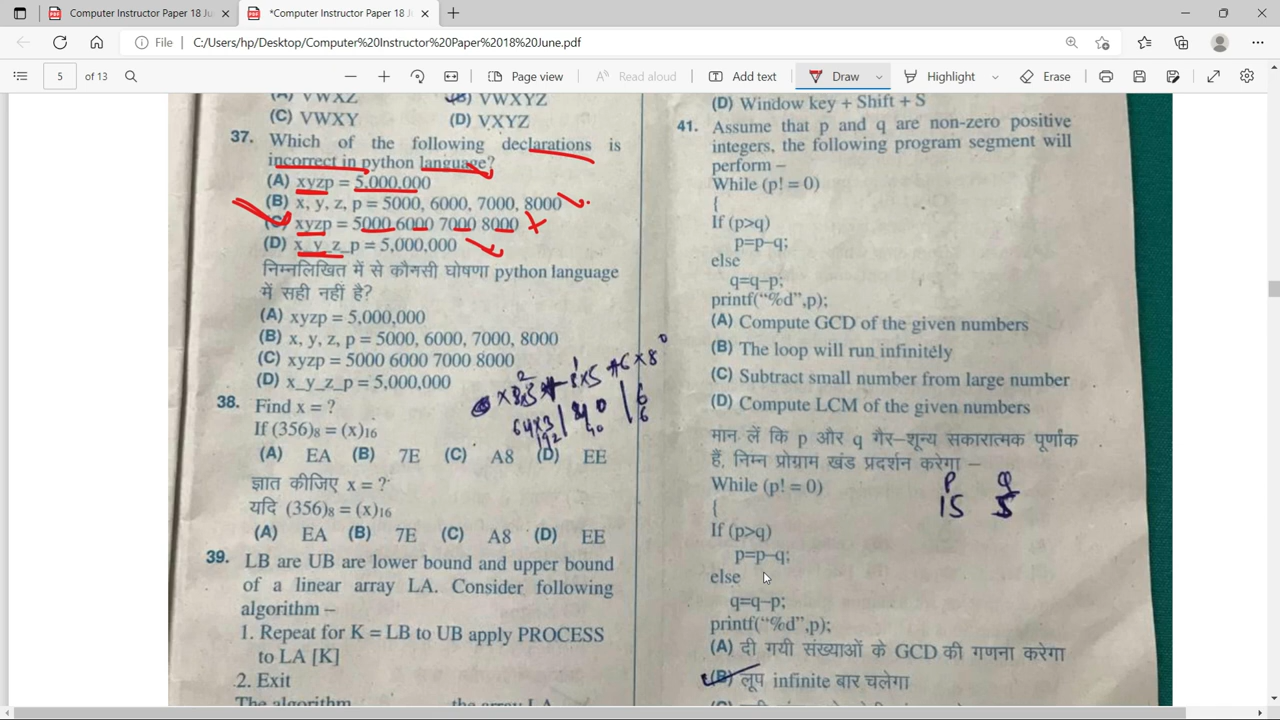 Computer Instructor Paper 18 J
*Computer Instructor Paper 18 J
File
C:/Users/hp/Desktop/Computer%20Instructor%20Paper%2018%20June.pdf
5 of 13
Page view
Read aloud
Add text
Draw
Highlight
Erase
(A) VWXZ (B) VWXYZ
(C) VWXY (D) VXYZ
37. Which of the following declarations is
incorrect in python language?
(A) xyzp = 5,000,000
(B) x, y, z, p = 5000, 6000, 7000, 8000
(C) xyzp = 5000 6000 7000 8000
(D) x_y_z_p = 5,000,000
निम्नलिखित में से कौनसी घोषणा python language
में सही नहीं है?
(A) xyzp = 5,000,000
(B) x, y, z, p = 5000, 6000, 7000, 8000
(C) xyzp = 5000 6000 7000 8000
(D) x_y_z_p = 5,000,000
38. Find x = ?
If (356)8 = (x)16
(A) EA (B) 7E (C) A8 (D) EE
ज्ञात कीजिए x = ?
यदि (356)8 = (x)16
(A) EA (B) 7E (C) A8 (D) EE
39. LB are UB are lower bound and upper bound
of a linear array LA. Consider following
algorithm –
1. Repeat for K = LB to UB apply PROCESS
to LA [K]
2. Exit
The algorithm the array LA
(D) Window key + Shift + S
41. Assume that p and q are non-zero positive
integers, the following program segment will
perform –
While (p! = 0)
{
If (p>q)
p=p–q;
else
q=q–p;
printf(“%d”,p);
(A) Compute GCD of the given numbers
(B) The loop will run infinitely
(C) Subtract small number from large number
(D) Compute LCM of the given numbers
मान लें कि p और q गैर–शून्य सकारात्मक पूर्णांक
हैं, निम्न प्रोग्राम खंड प्रदर्शन करेगा –
While (p! = 0)
{
If (p>q)
p=p–q;
else
q=q–p;
printf(“%d”,p);
(A) दी गयी संख्याओं के GCD की गणना करेगा
(B) लूप infinite बार चलेगा
P Q
15 5